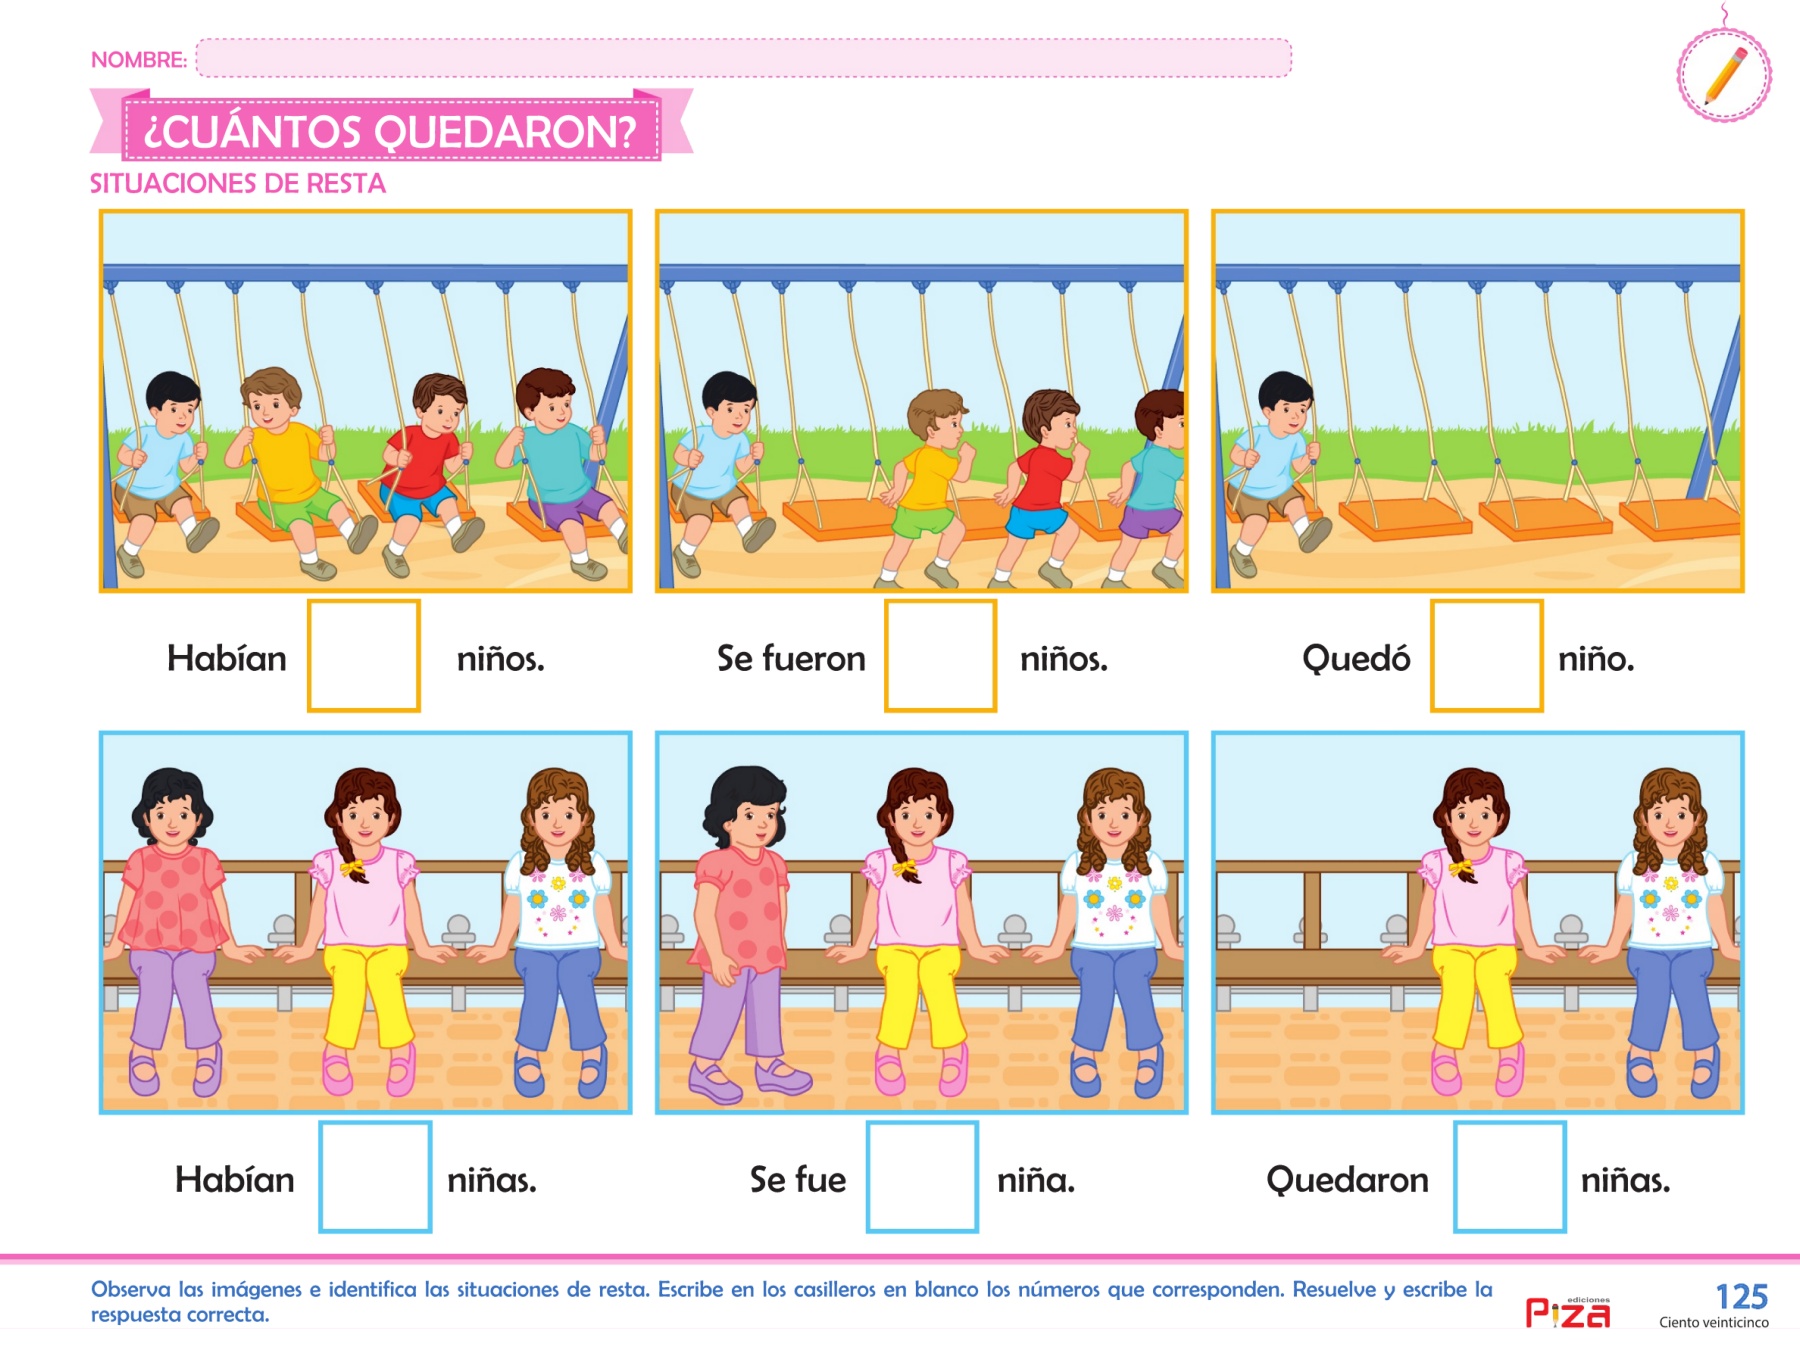 NOMBRE:
¿CUÁNTOS QUEDARON?
SITUACIONES DE RESTA
Habían niños.
Se fueron niños.
Quedó niño.
Habían niñas.
Se fue niña.
Quedaron niñas.
Observa las imágenes e identifica las situaciones de resta. Escribe en los casilleros en blanco los números que corresponden. Resuelve y escribe la
respuesta correcta.
ediciones
Piza
125
Ciento veinticinco